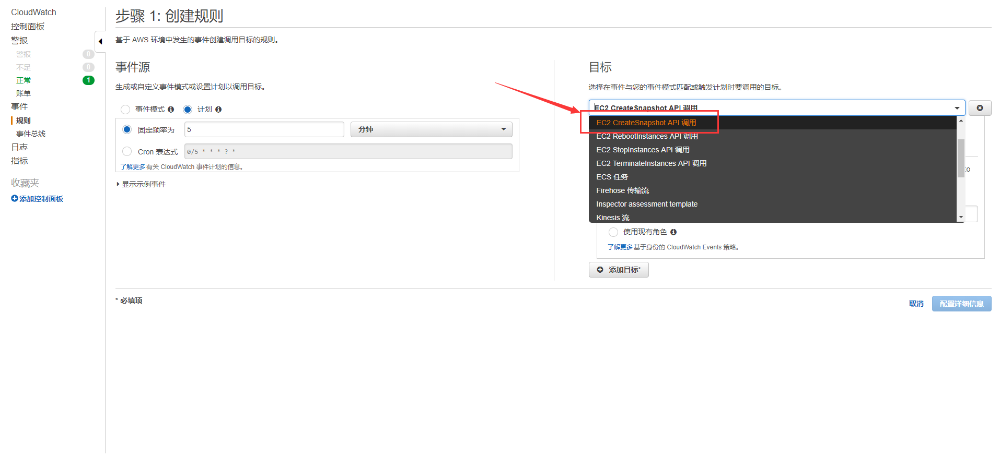 CloudWatch
控制面板
警报
警报 0
不足 0
正常 1
账单
事件
规则
事件总线
日志
指标
收藏夹
添加控制面板
步骤 1: 创建规则
基于 AWS 环境中发生的事件创建调用目标的规则。
事件源
生成或自定义事件模式或设置计划以调用目标。
事件模式 计划
固定频率为 5 分钟
Cron 表达式 0/5 * * * ? *
了解更多有关 CloudWatch 事件计划的信息。
显示示例事件
目标
选择在事件与您的事件模式匹配或触发计划时要调用的目标。
EC2 CreateSnapshot API 调用
EC2 CreateSnapshot API 调用
EC2 RebootInstances API 调用
EC2 StopInstances API 调用
EC2 TerminateInstances API 调用
ECS 任务
Firehose 传输流
Inspector assessment template
Kinesis 流
to
使用现有角色
了解更多基于身份的 CloudWatch Events 策略。
添加目标*
* 必填项
取消 配置详细信息